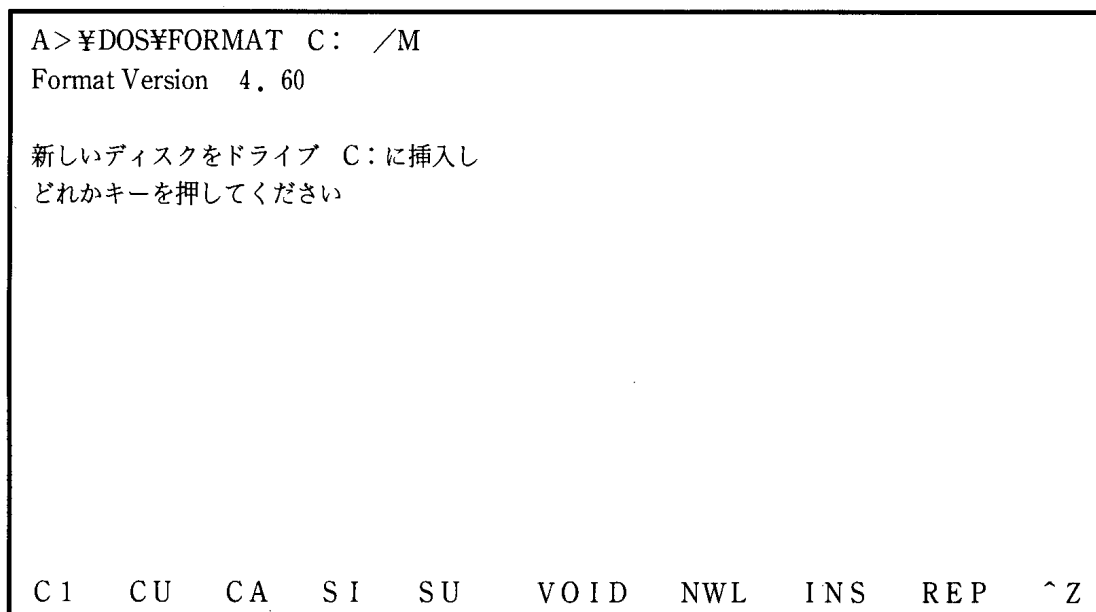 A>¥DOS¥FORMAT C： ／M
Format Version 4．60
新しいディスクをドライブ C：に挿入し
どれかキーを押してください
C1 CU CA SI SU VOID NWL INS REP ^Z